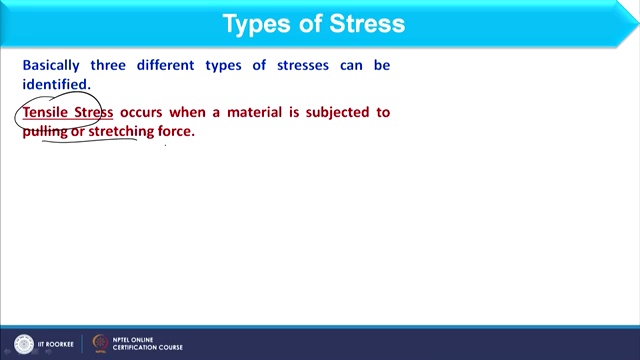 Types of Stress
Basically three different types of stresses can be
identified.
Tensile Stress occurs when a material is subjected to
pulling or stretching force.
IIT ROORKEE
NPTEL ONLINE
CERTIFICATION COURSE